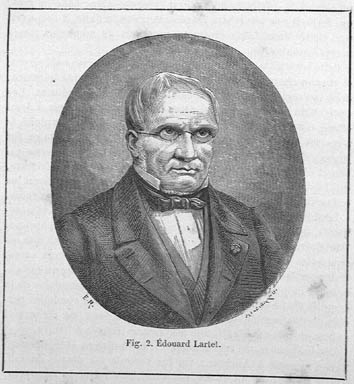 E. M.
Fig. 2. Édouard Lartet.